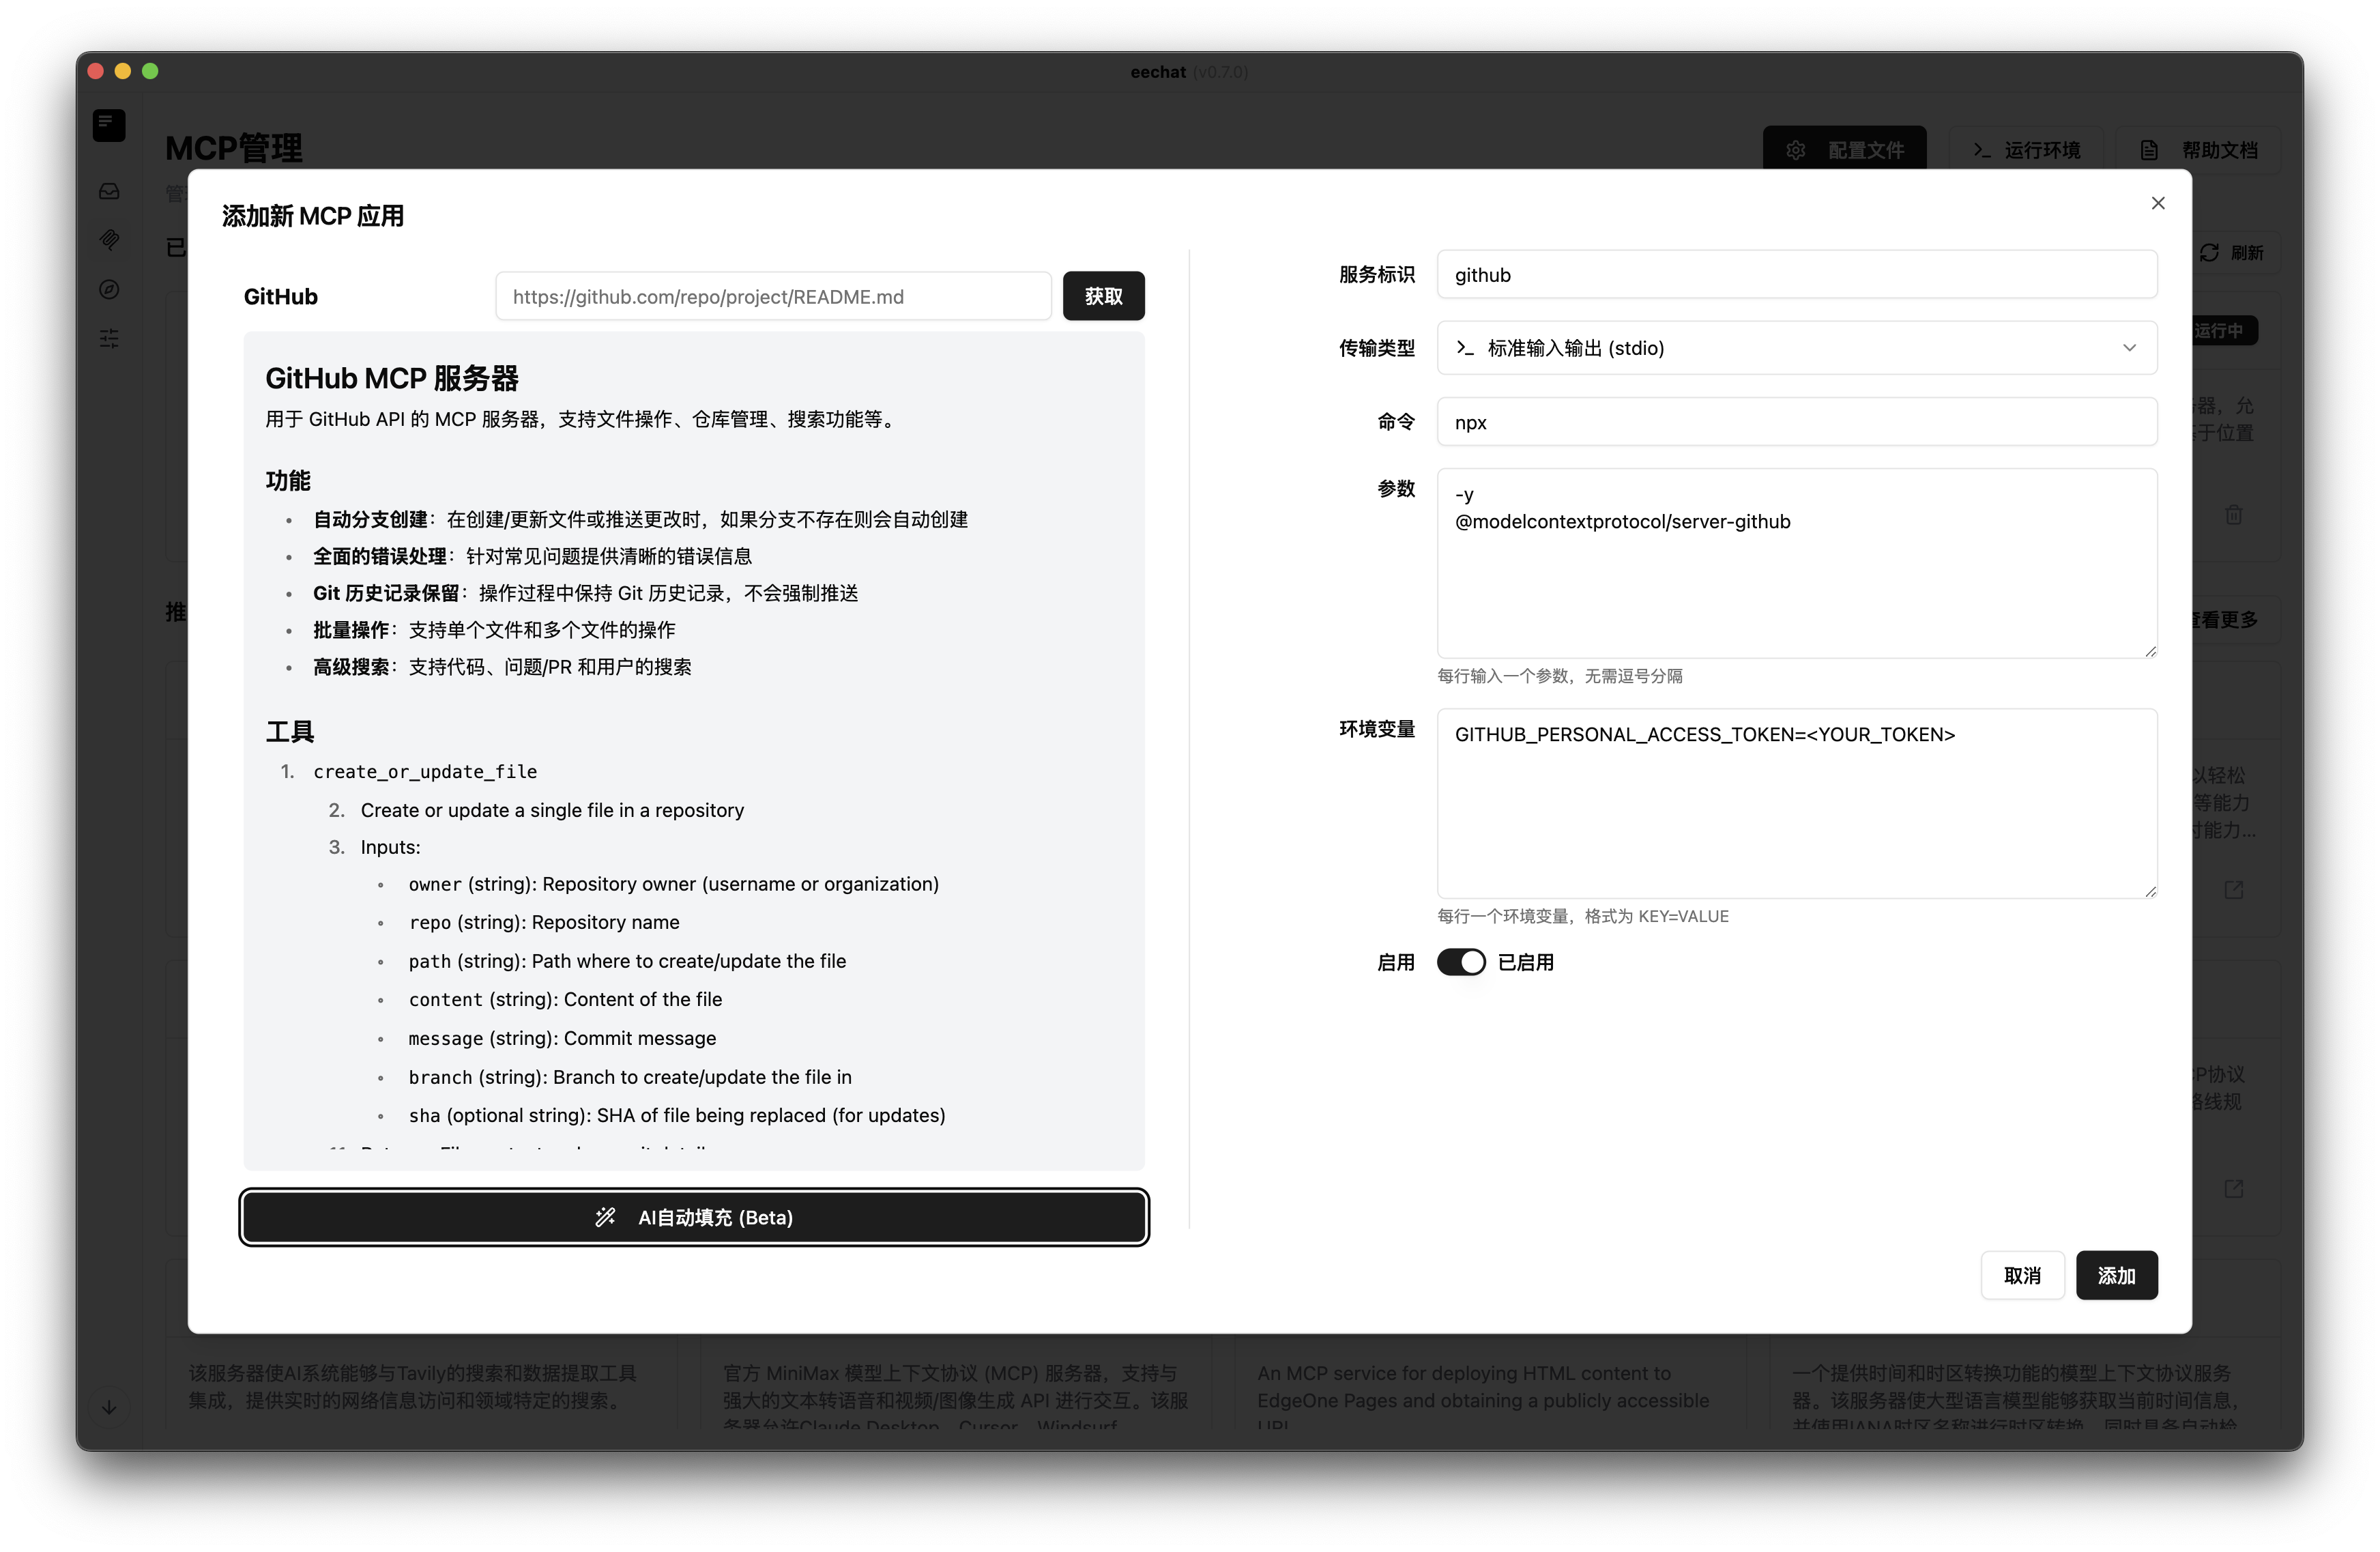 eechat (v0.7.0)
MCP管理
配置文件
运行环境
帮助文档
刷新
运行中
查看更多
添加新 MCP 应用
GitHub
https://github.com/repo/project/README.md
获取
GitHub MCP 服务器
用于 GitHub API 的 MCP 服务器，支持文件操作、仓库管理、搜索功能等。
功能
• 自动分支创建：在创建/更新文件或推送更改时，如果分支不存在则会自动创建
• 全面的错误处理：针对常见问题提供清晰的错误信息
• Git 历史记录保留：操作过程中保持 Git 历史记录，不会强制推送
• 批量操作：支持单个文件和多个文件的操作
• 高级搜索：支持代码、问题/PR 和用户的搜索
工具
1. create_or_update_file
2. Create or update a single file in a repository
3. Inputs:
owner (string): Repository owner (username or organization)
repo (string): Repository name
path (string): Path where to create/update the file
content (string): Content of the file
message (string): Commit message
branch (string): Branch to create/update the file in
sha (optional string): SHA of file being replaced (for updates)
AI自动填充 (Beta)
服务标识
github
传输类型
标准输入输出 (stdio)
命令
npx
参数
-y
@modelcontextprotocol/server-github
每行输入一个参数，无需逗号分隔
环境变量
GITHUB_PERSONAL_ACCESS_TOKEN=<YOUR_TOKEN>
每行一个环境变量，格式为 KEY=VALUE
启用
已启用
取消
添加
器，允
于位置
以轻松
等能力
时能力...
CP协议
路线规
该服务器使AI系统能够与Tavily的搜索和数据提取工具
集成，提供实时的网络信息访问和领域特定的搜索。
官方 MiniMax 模型上下文协议 (MCP) 服务器，支持与
强大的文本转语音和视频/图像生成 API 进行交互。该服
务器允许Claude Desktop、Cursor、Windsurf
An MCP service for deploying HTML content to
EdgeOne Pages and obtaining a publicly accessible
URL
一个提供时间和时区转换功能的模型上下文协议服务
器。该服务器使大型语言模型能够获取当前时间信息，
并使用IANA时区名称进行时区转换，同时具备自动检